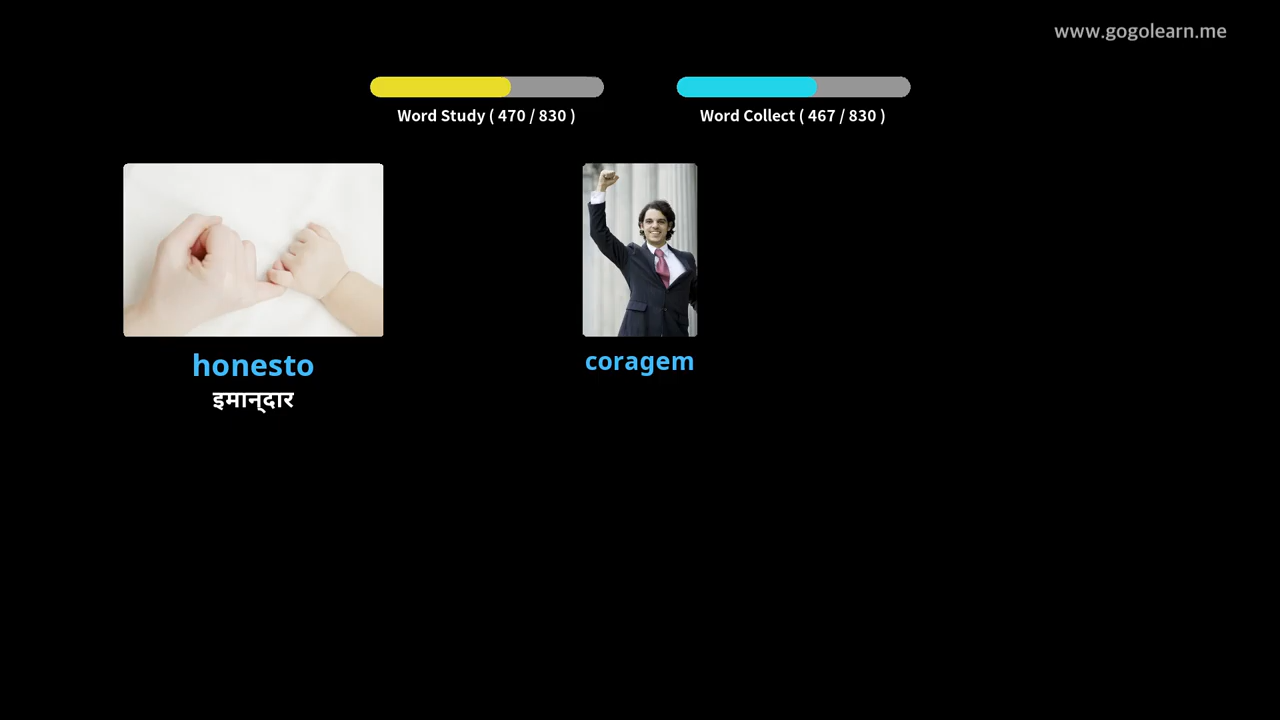 www.gogolearn.me
Word Study ( 470 / 830 )
Word Collect ( 467 / 830 )
honesto
इमान्‌दार
coragem